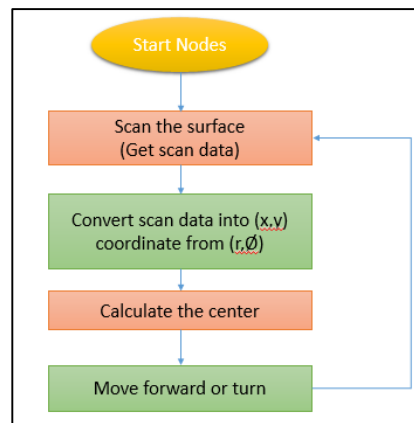 Start Nodes
Scan the surface
(Get scan data)
Convert scan data into (x,y)
coordinate from (r,Ø)
Calculate the center
Move forward or turn